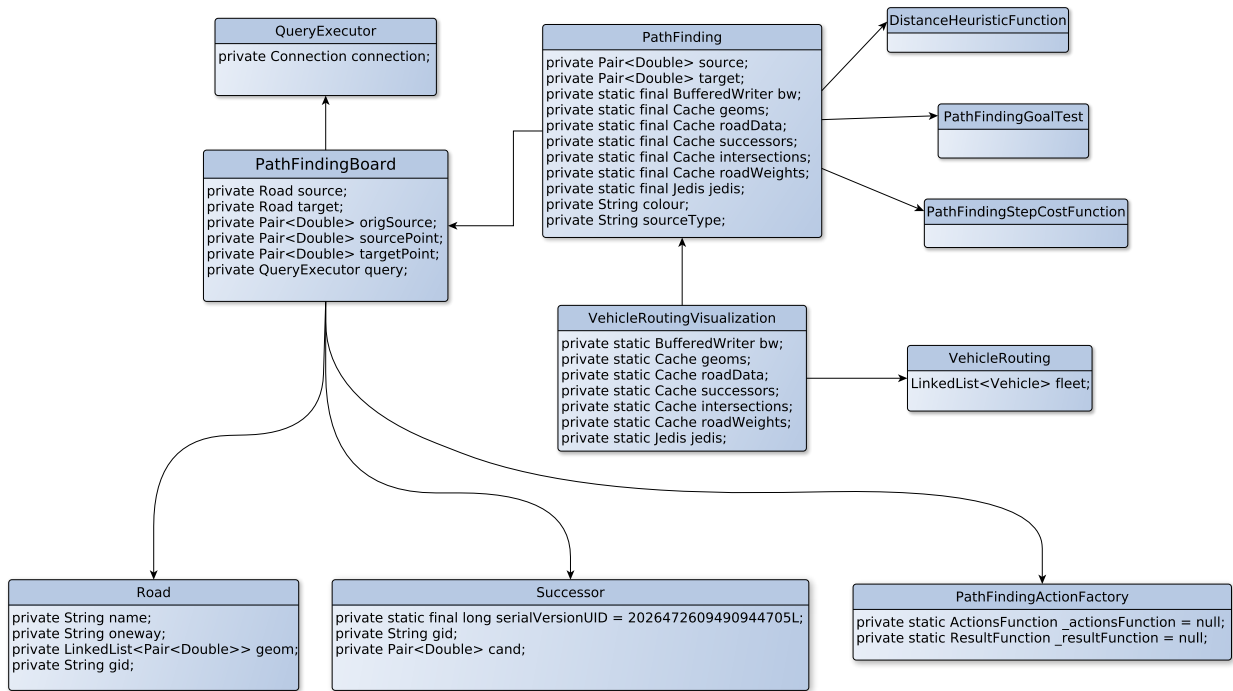 QueryExecutor
private Connection connection;
PathFinding
private Pair<Double> source;
private Pair<Double> target;
private static final BufferedWriter bw;
private static final Cache geoms;
private static final Cache roadData;
private static final Cache successors;
private static final Cache intersections;
private static final Cache roadWeights;
private static final Jedis jedis;
private String colour;
private String sourceType;
DistanceHeuristicFunction
PathFindingGoalTest
PathFindingStepCostFunction
PathFindingBoard
private Road source;
private Road target;
private Pair<Double> origSource;
private Pair<Double> sourcePoint;
private Pair<Double> targetPoint;
private QueryExecutor query;
VehicleRoutingVisualization
private static BufferedWriter bw;
private static Cache geoms;
private static Cache roadData;
private static Cache successors;
private static Cache intersections;
private static Cache roadWeights;
private static Jedis jedis;
VehicleRouting
LinkedList<Vehicle> fleet;
Road
private String name;
private String oneway;
private LinkedList<Pair<Double>> geom;
private String gid;
Successor
private static final long serialVersionUID = 2026472609490944705L;
private String gid;
private Pair<Double> cand;
PathFindingActionFactory
private static ActionsFunction _actionsFunction = null;
private static ResultFunction _resultFunction = null;